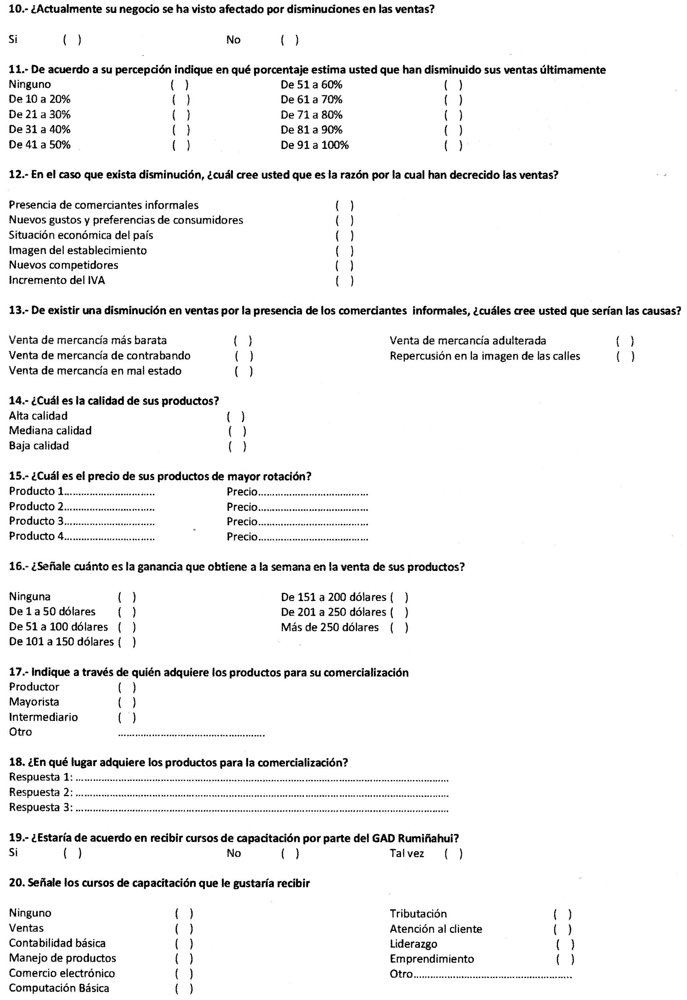 10.- ¿Actualmente su negocio se ha visto afectado por disminuciones en las ventas?
Si ( ) No ( )
11.- De acuerdo a su percepción indique en qué porcentaje estima usted que han disminuido sus ventas últimamente
Ninguno ( ) De 51 a 60% ( )
De 10 a 20% ( ) De 61 a 70% ( )
De 21 a 30% ( ) De 71 a 80% ( )
De 31 a 40% ( ) De 81 a 90% ( )
De 41 a 50% ( ) De 91 a 100% ( )
12.- En el caso que exista disminución, ¿cuál cree usted que es la razón por la cual han decrecido las ventas?
Presencia de comerciantes informales ( )
Nuevos gustos y preferencias de consumidores ( )
Situación económica del país ( )
Imagen del establecimiento ( )
Nuevos competidores ( )
Incremento del IVA ( )
13.- De existir una disminución en ventas por la presencia de los comerciantes informales, ¿cuáles cree usted que serían las causas?
Venta de mercancía más barata ( ) Venta de mercancía adulterada ( )
Venta de mercancía de contrabando ( ) Repercusión en la imagen de las calles ( )
Venta de mercancía en mal estado ( )
14.- ¿Cuál es la calidad de sus productos?
Alta calidad ( )
Mediana calidad ( )
Baja calidad ( )
15.- ¿Cuál es el precio de sus productos de mayor rotación?
Producto 1................................ Precio.......................................
Producto 2................................ Precio.......................................
Producto 3................................ Precio.......................................
Producto 4................................ Precio.......................................
16.- ¿Señale cuánto es la ganancia que obtiene a la semana en la venta de sus productos?
Ninguna ( ) De 151 a 200 dólares ( )
De 1 a 50 dólares ( ) De 201 a 250 dólares ( )
De 51 a 100 dólares ( ) Más de 250 dólares ( )
De 101 a 150 dólares ( )
17.- Indique a través de quién adquiere los productos para su comercialización
Productor ( )
Mayorista ( )
Intermediario ( )
Otro ....................................................
18. ¿En qué lugar adquiere los productos para la comercialización?
Respuesta 1: ....................................................................................................
Respuesta 2: ....................................................................................................
Respuesta 3: ....................................................................................................
19.- ¿Estaría de acuerdo en recibir cursos de capacitación por parte del GAD Rumiñahui?
Si ( ) No ( ) Tal vez ( )
20. Señale los cursos de capacitación que le gustaría recibir
Ninguno ( ) Tributación ( )
Ventas ( ) Atención al cliente ( )
Contabilidad básica ( ) Liderazgo ( )
Manejo de productos ( ) Emprendimiento ( )
Comercio electrónico ( ) Otro........................................................
Computación Básica ( )